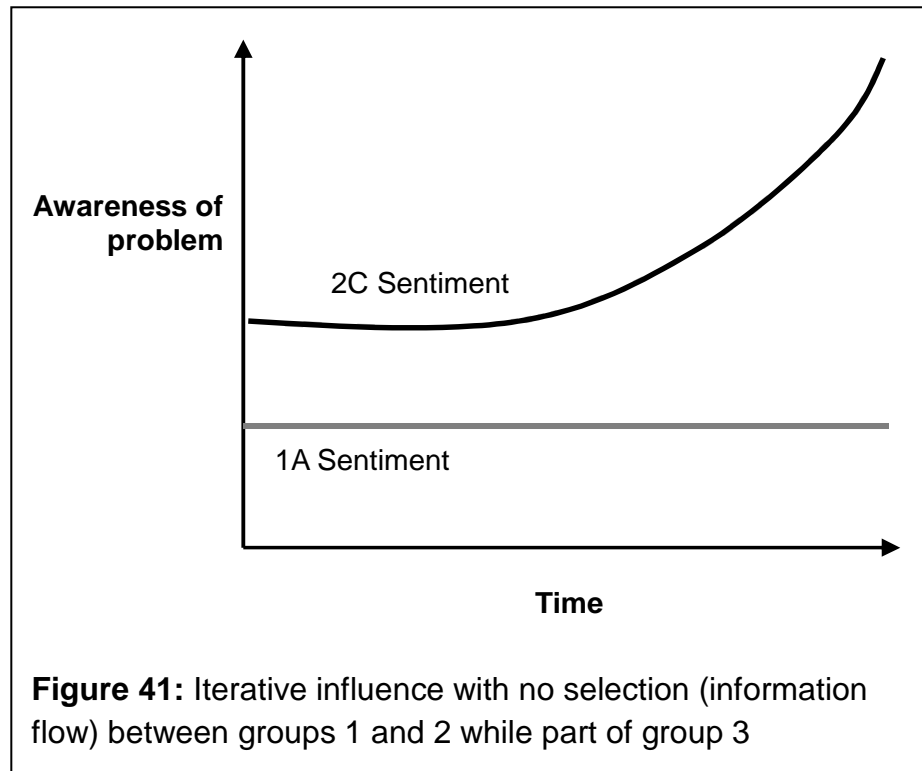 Awareness of
problem
2C Sentiment
1A Sentiment
Time
Figure 41: Iterative influence with no selection (information
flow) between groups 1 and 2 while part of group 3